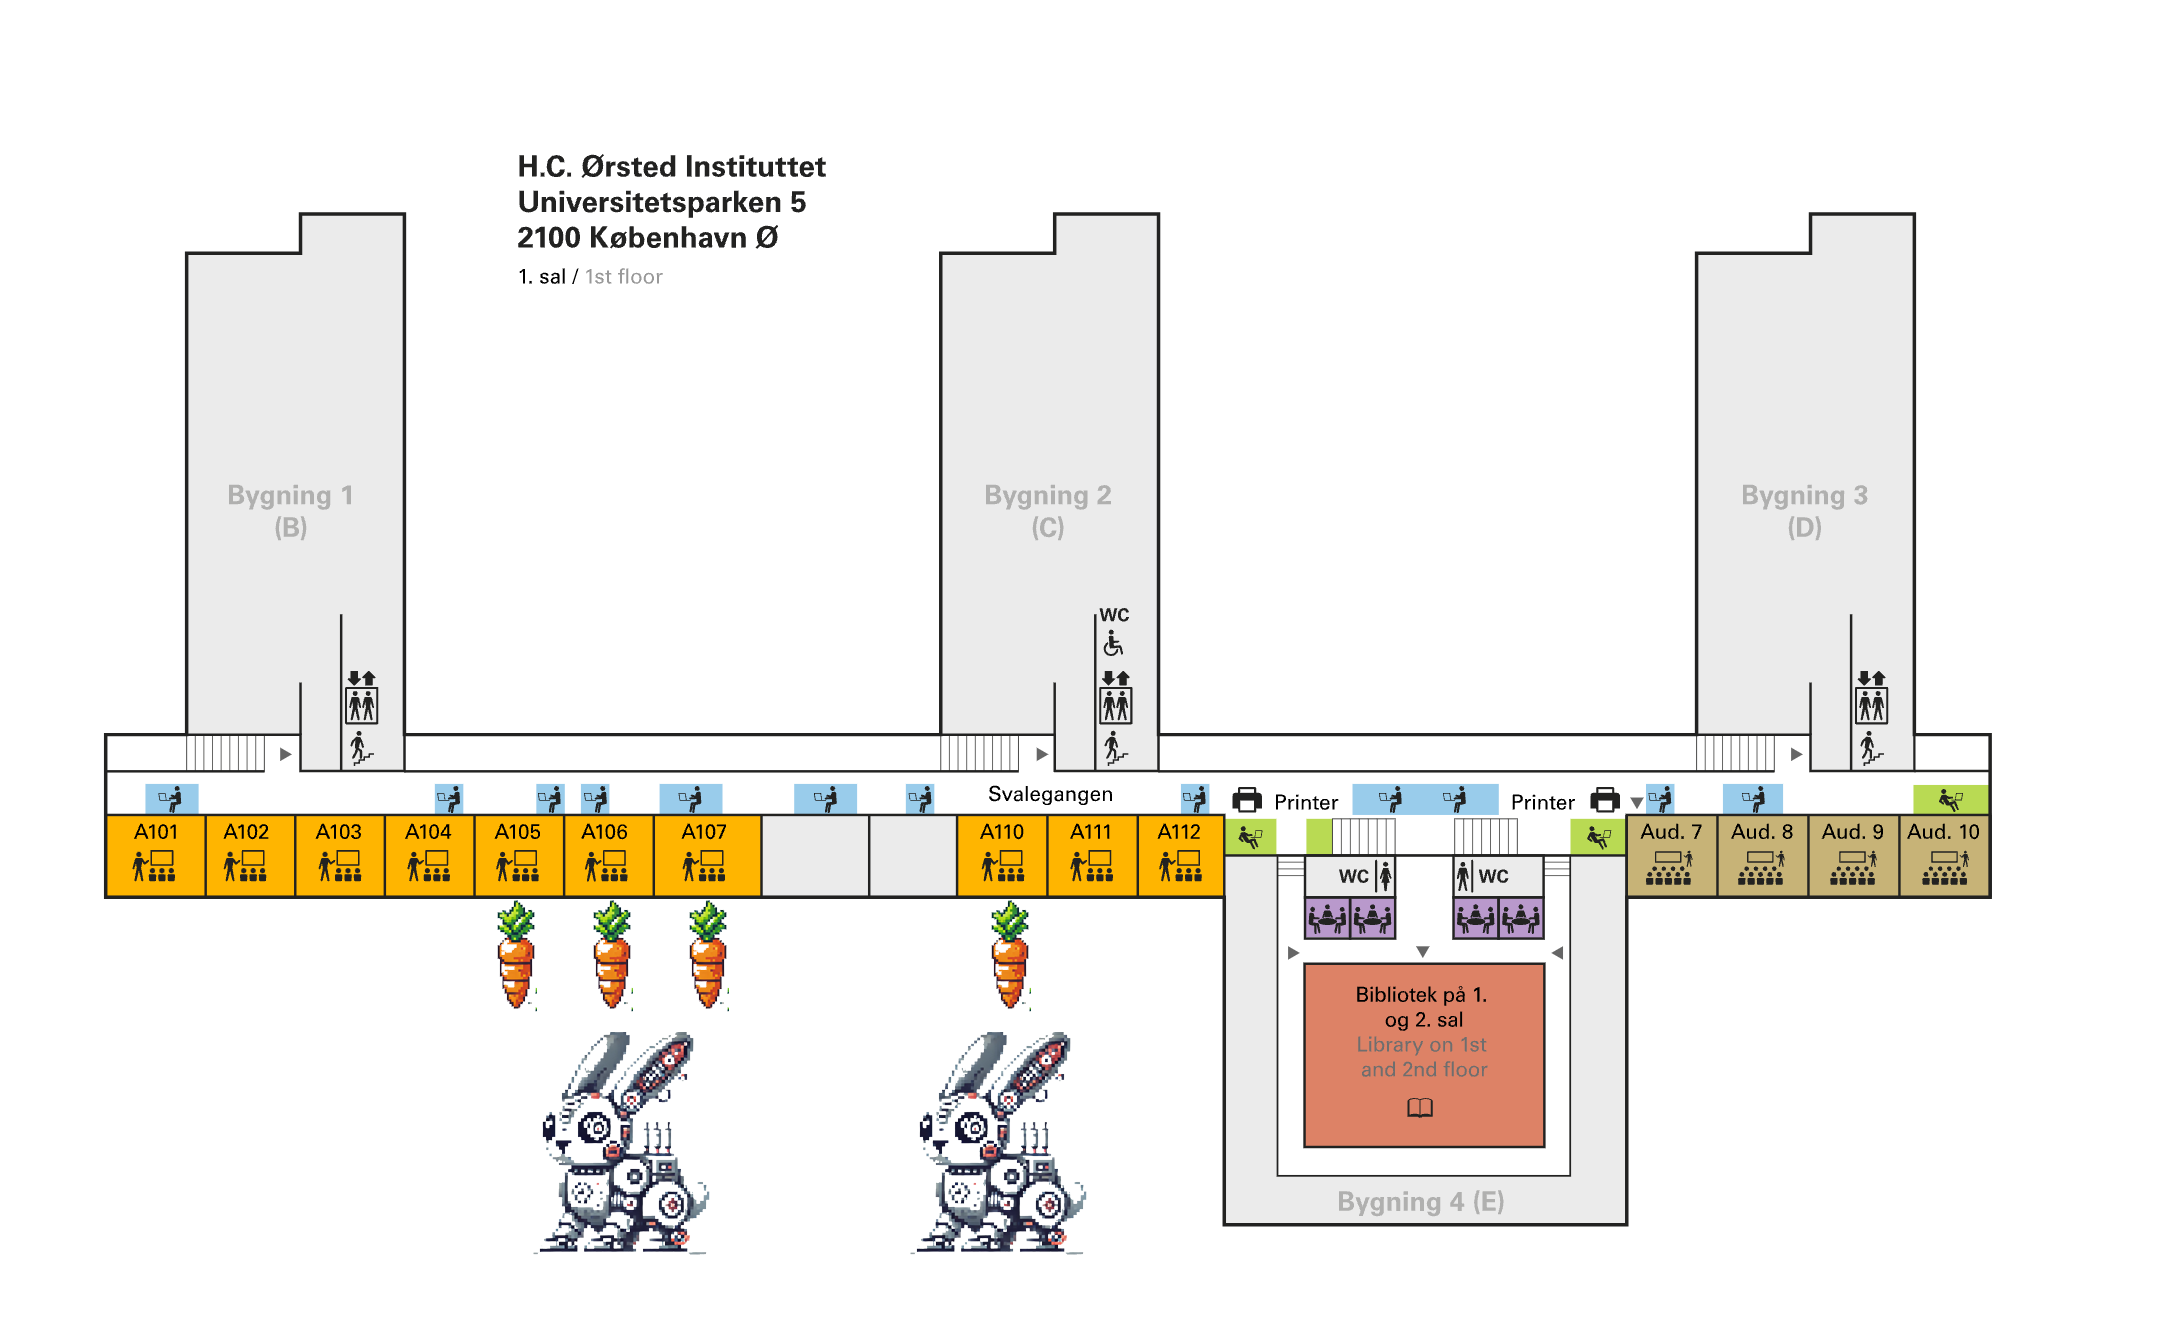 H.C. Ørsted Instituttet
Universitetsparken 5
2100 København Ø
1. sal / 1st floor
Bygning 1
(B)
Bygning 2
(C)
Bygning 3
(D)
WC
Svalegangen
Printer
Printer
A101
A102
A103
A104
A105
A106
A107
A110
A111
A112
Aud. 7
Aud. 8
Aud. 9
Aud. 10
WC
WC
Bibliotek på 1.
og 2. sal
Library on 1st
and 2nd floor
Bygning 4 (E)